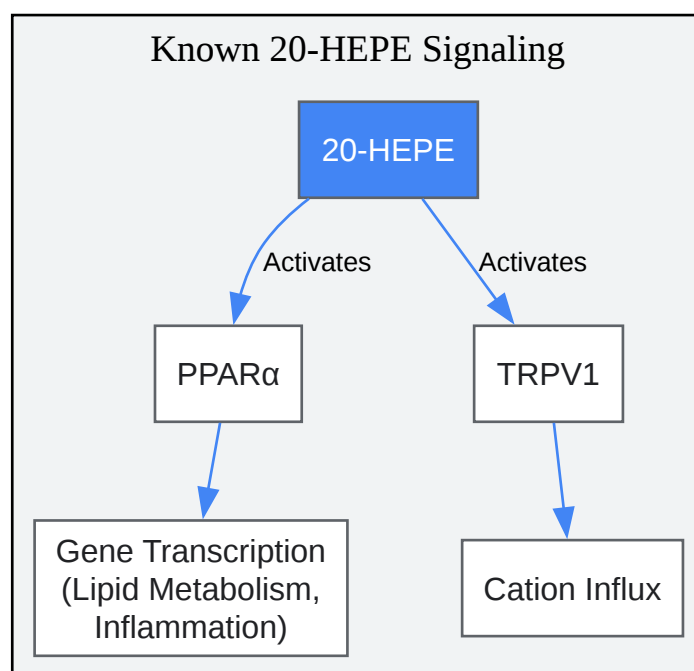 Known 20-HEPE Signaling
20-HEPE
Activates
Activates
PPARα
TRPV1
Gene Transcription
(Lipid Metabolism,
Inflammation)
Cation Influx